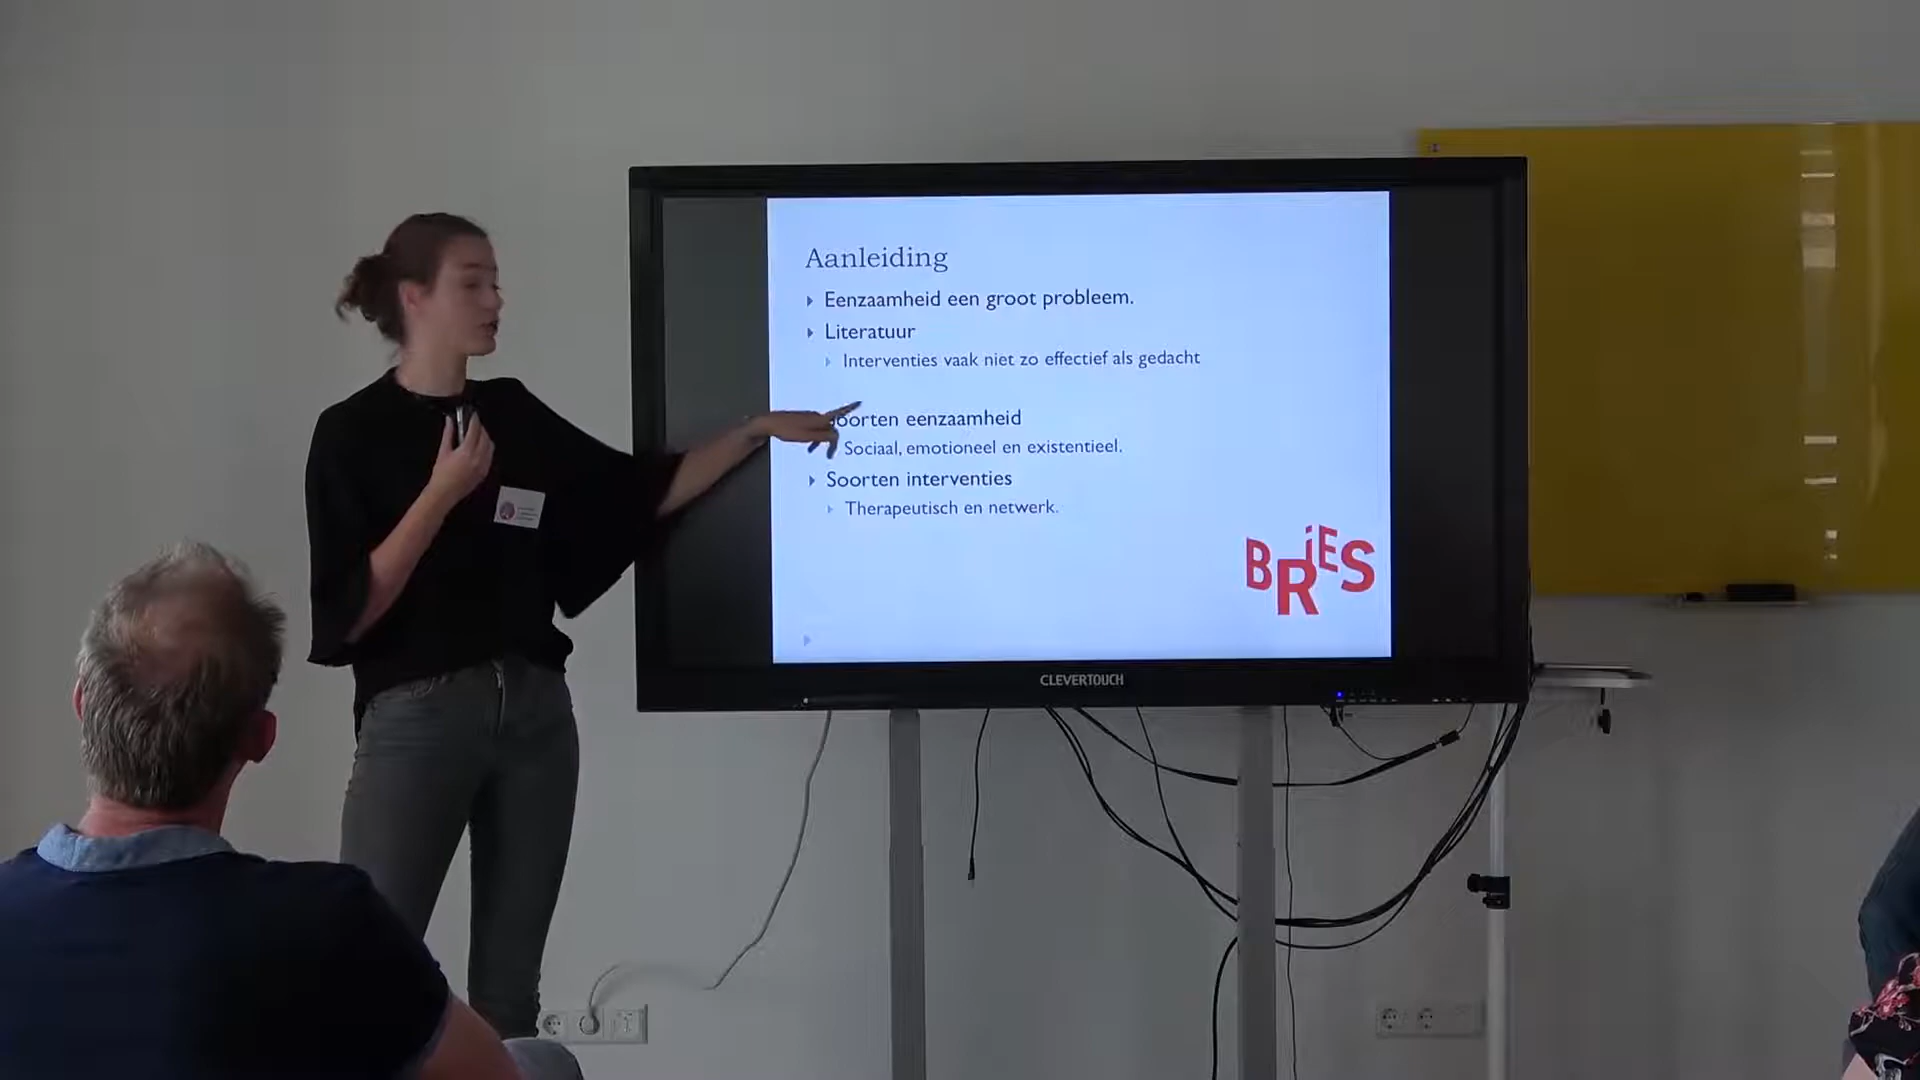 Aanleiding
Eenzaamheid een groot probleem.
Literatuur
Interventies vaak niet zo effectief als gedacht
Soorten eenzaamheid
Sociaal, emotioneel en existentieel.
Soorten interventies
Therapeutisch en netwerk.
BRiES
CLEVERTOUCH